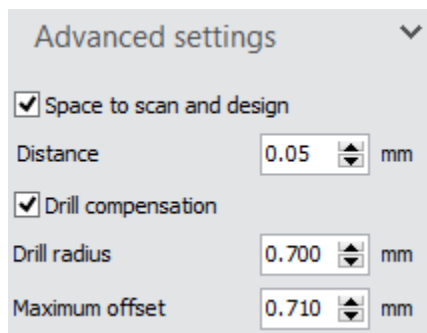 Advanced settings
Space to scan and design
Distance 0.05 mm
Drill compensation
Drill radius 0.700 mm
Maximum offset 0.710 mm